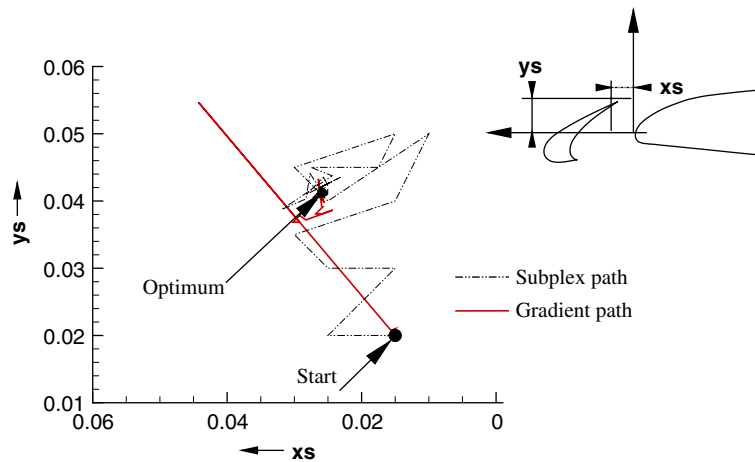 0.06
0.05
0.04
0.03
0.02
0.01
ys
0.06
0.04
0.02
0
xs
Optimum
Start
Subplex path
Gradient path
ys
xs